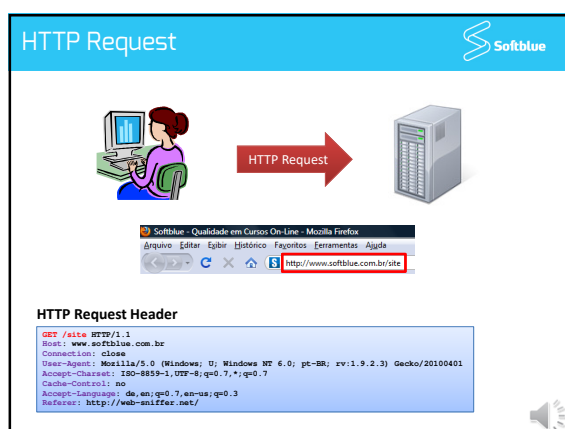 HTTP Request
Softblue
HTTP Request
Softblue - Qualidade em Cursos On-Line - Mozilla Firefox
Arquivo Editar Exibir Histórico Favoritos Ferramentas Ajuda
S http://www.softblue.com.br/site
HTTP Request Header
GET /site HTTP/1.1
Host: www.softblue.com.br
Connection: close
User-Agent: Mozilla/5.0 (Windows; U; Windows NT 6.0; pt-BR; rv:1.9.2.3) Gecko/20100401
Accept-Charset: ISO-8859-1,UTF-8;q=0.7,*;q=0.7
Cache-Control: no
Accept-Language: de,en;q=0.7,en-us;q=0.3
Referer: http://web-sniffer.net/